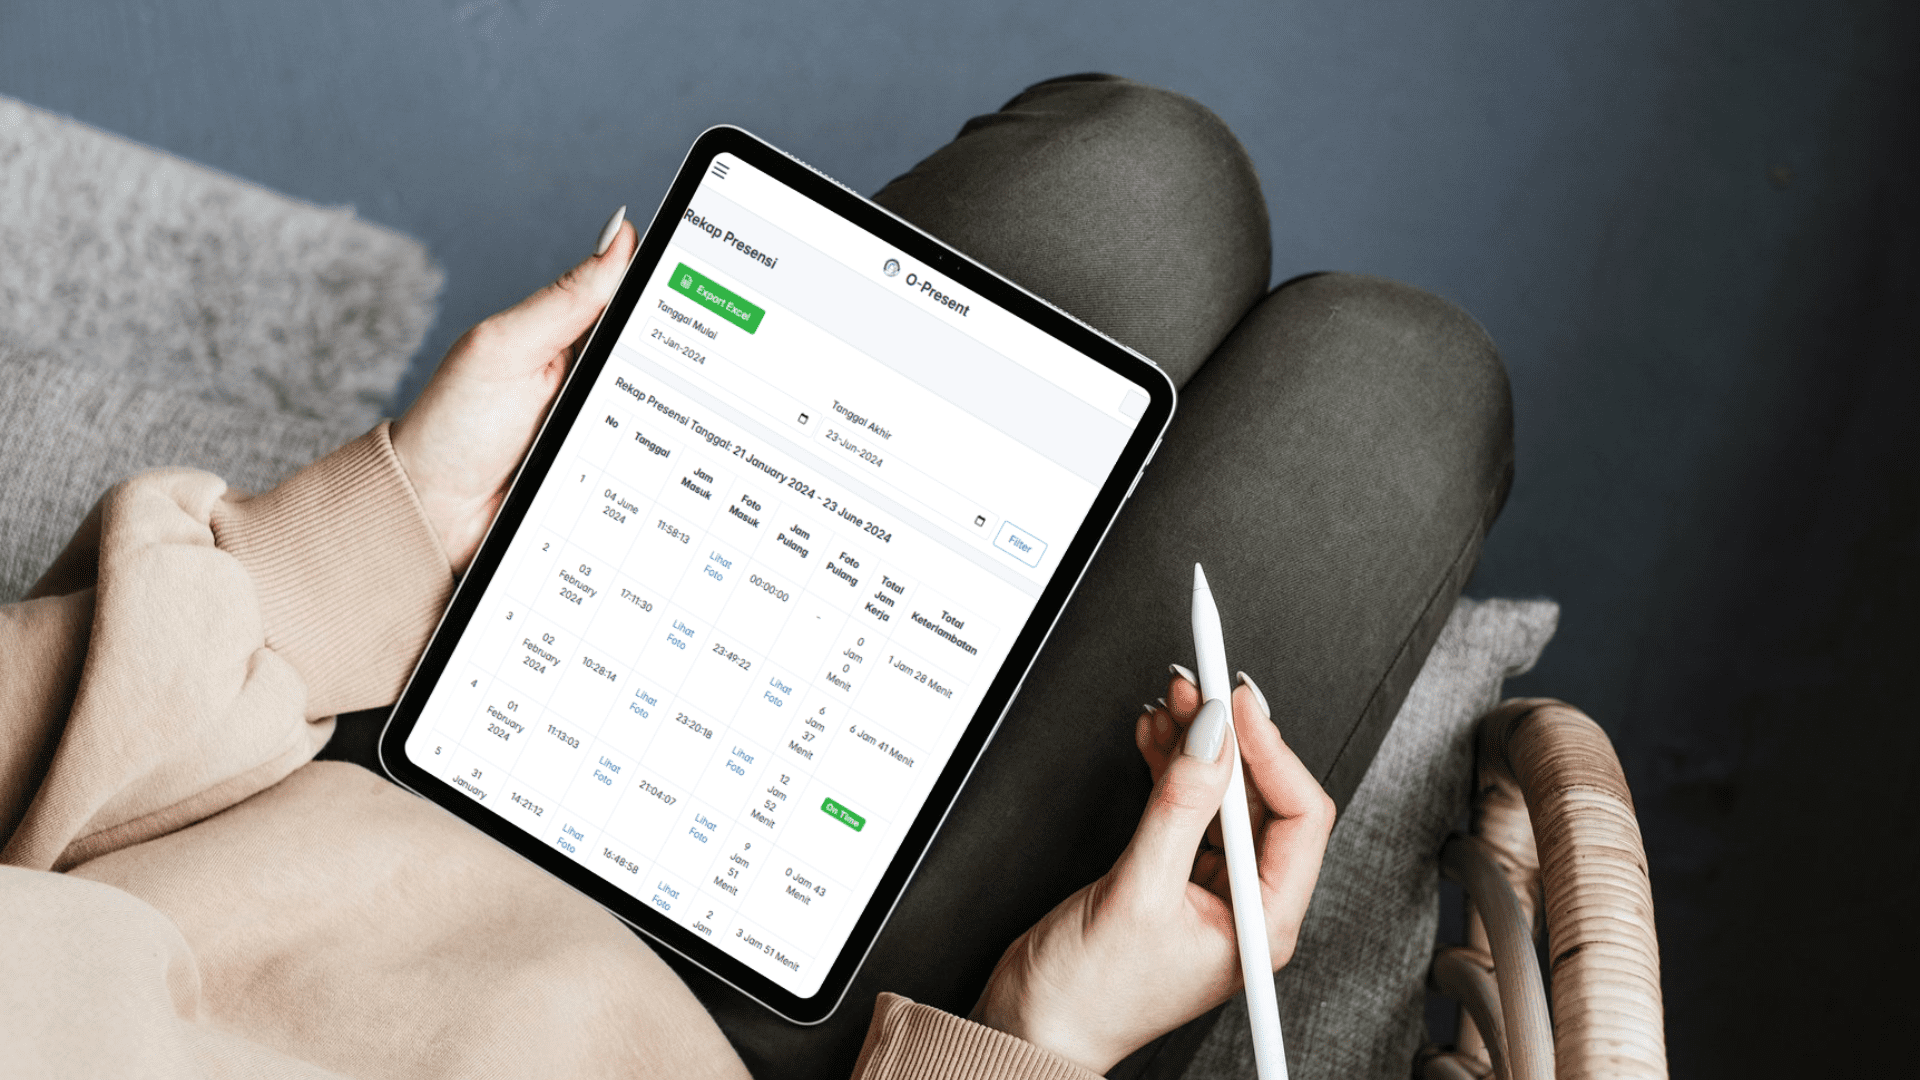 O-Present
Rekap Presensi
Export Excel
Tanggal Mulai
21-Jan-2024
Tanggal Akhir
23-Jun-2024
Filter
Rekap Presensi Tanggal: 21 January 2024 - 23 June 2024
No
Tanggal
Jam
Masuk
Foto
Masuk
Jam
Pulang
Foto
Pulang
Total
Jam
Kerja
Total
Keterlambatan
1
04 June
2024
11:58:13
Lihat
Foto
00:00:00
-
0
Jam
0
Menit
1 Jam 28 Menit
2
03
February
2024
17:11:30
Lihat
Foto
23:49:22
Lihat
Foto
6
Jam
37
Menit
6 Jam 41 Menit
3
02
February
2024
10:28:14
Lihat
Foto
23:20:18
Lihat
Foto
12
Jam
52
Menit
On Time
4
01
February
2024
11:13:03
Lihat
Foto
21:04:07
Lihat
Foto
9
Jam
51
Menit
0 Jam 43
Menit
5
31
January
14:21:12
Lihat
Foto
16:48:58
Lihat
Foto
2
Jam
3 Jam 51 Menit